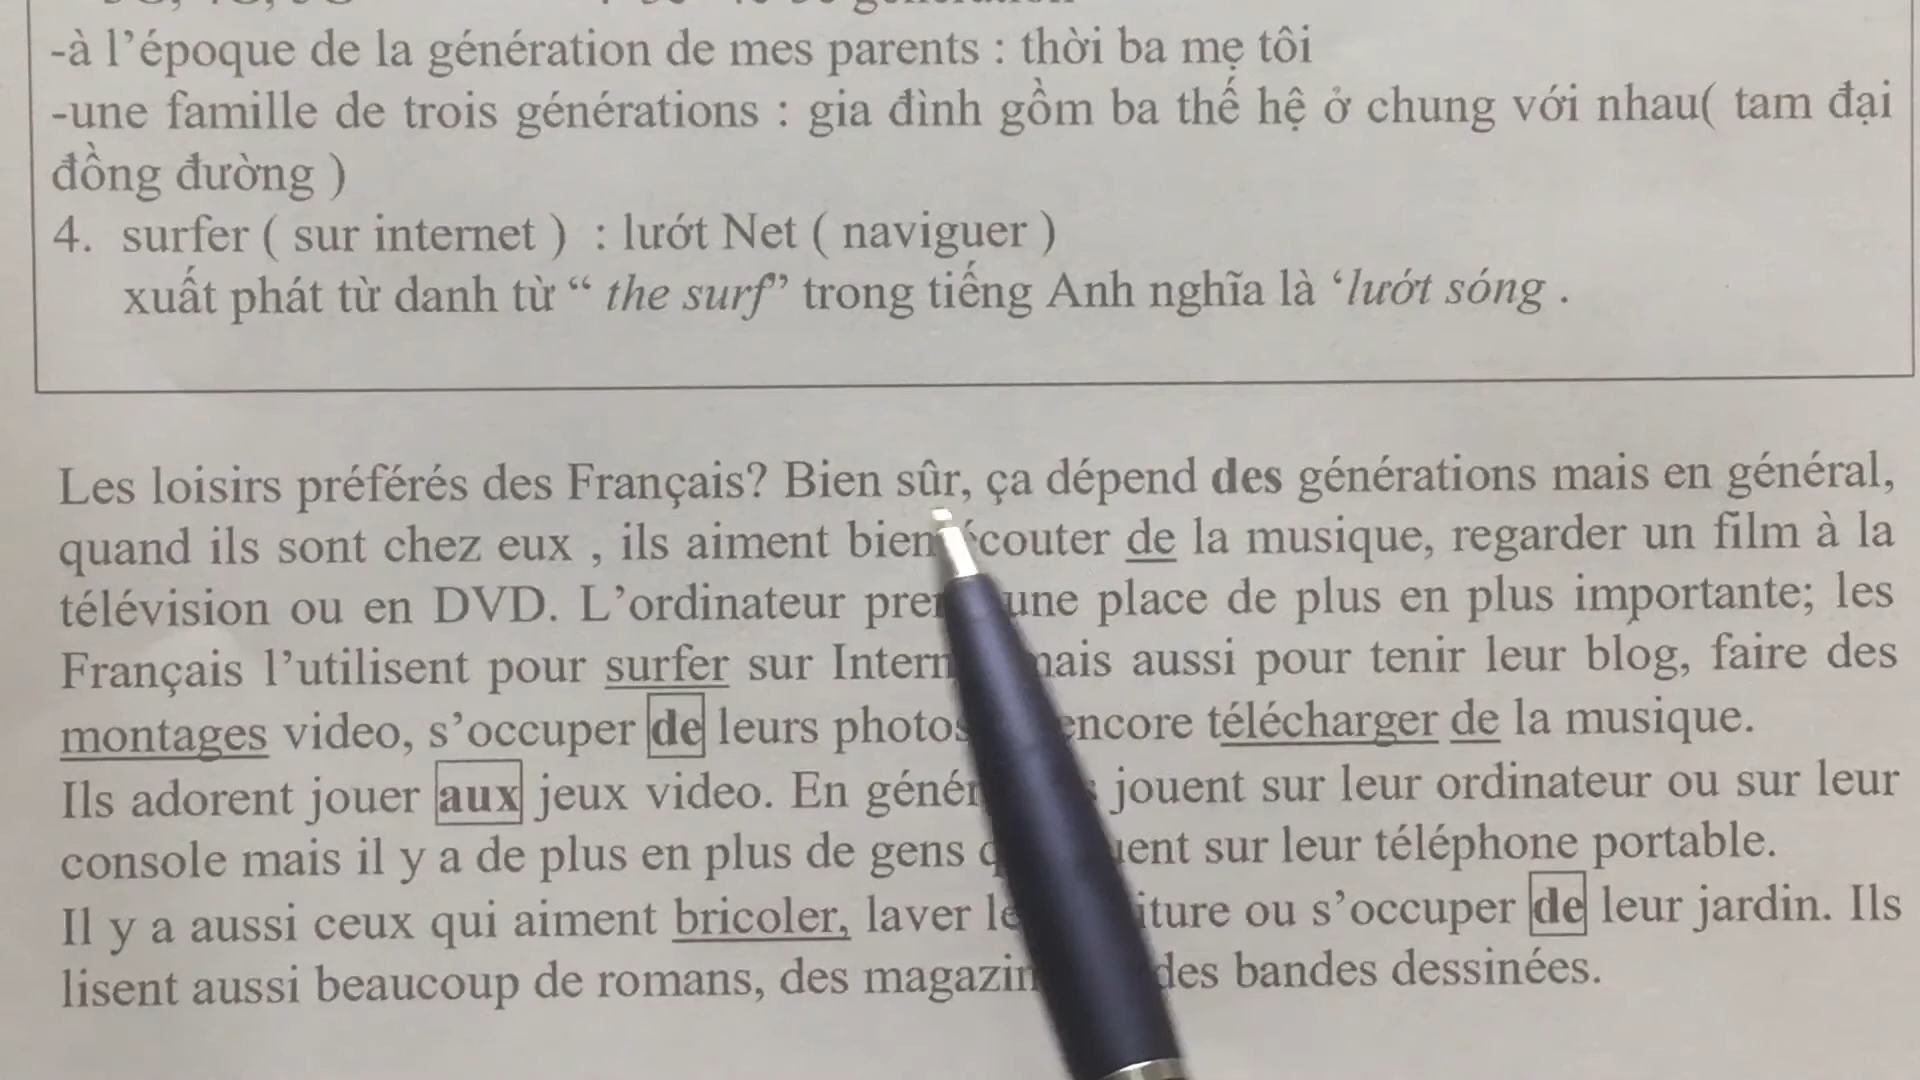 génération
-à l’époque de la génération de mes parents : thời ba mẹ tôi
-une famille de trois générations : gia đình gồm ba thế hệ ở chung với nhau( tam đại
đồng đường )
4. surfer ( sur internet ) : lướt Net ( naviguer )
xuất phát từ danh từ “ the surf” trong tiếng Anh nghĩa là ‘lướt sóng .
Les loisirs préférés des Français? Bien sûr, ça dépend des générations mais en général,
quand ils sont chez eux , ils aiment bien écouter de la musique, regarder un film à la
télévision ou en DVD. L’ordinateur une place de plus en plus importante; les
Français l’utilisent pour surfer sur mais aussi pour tenir leur blog, faire des
montages video, s’occuper de leurs photos encore télécharger de la musique.
Ils adorent jouer aux jeux video. En jouent sur leur ordinateur ou sur leur
console mais il y a de plus en plus de gens sur leur téléphone portable.
Il y a aussi ceux qui aiment bricoler, laver ou s’occuper de leur jardin. Ils
lisent aussi beaucoup de romans, des des bandes dessinées.